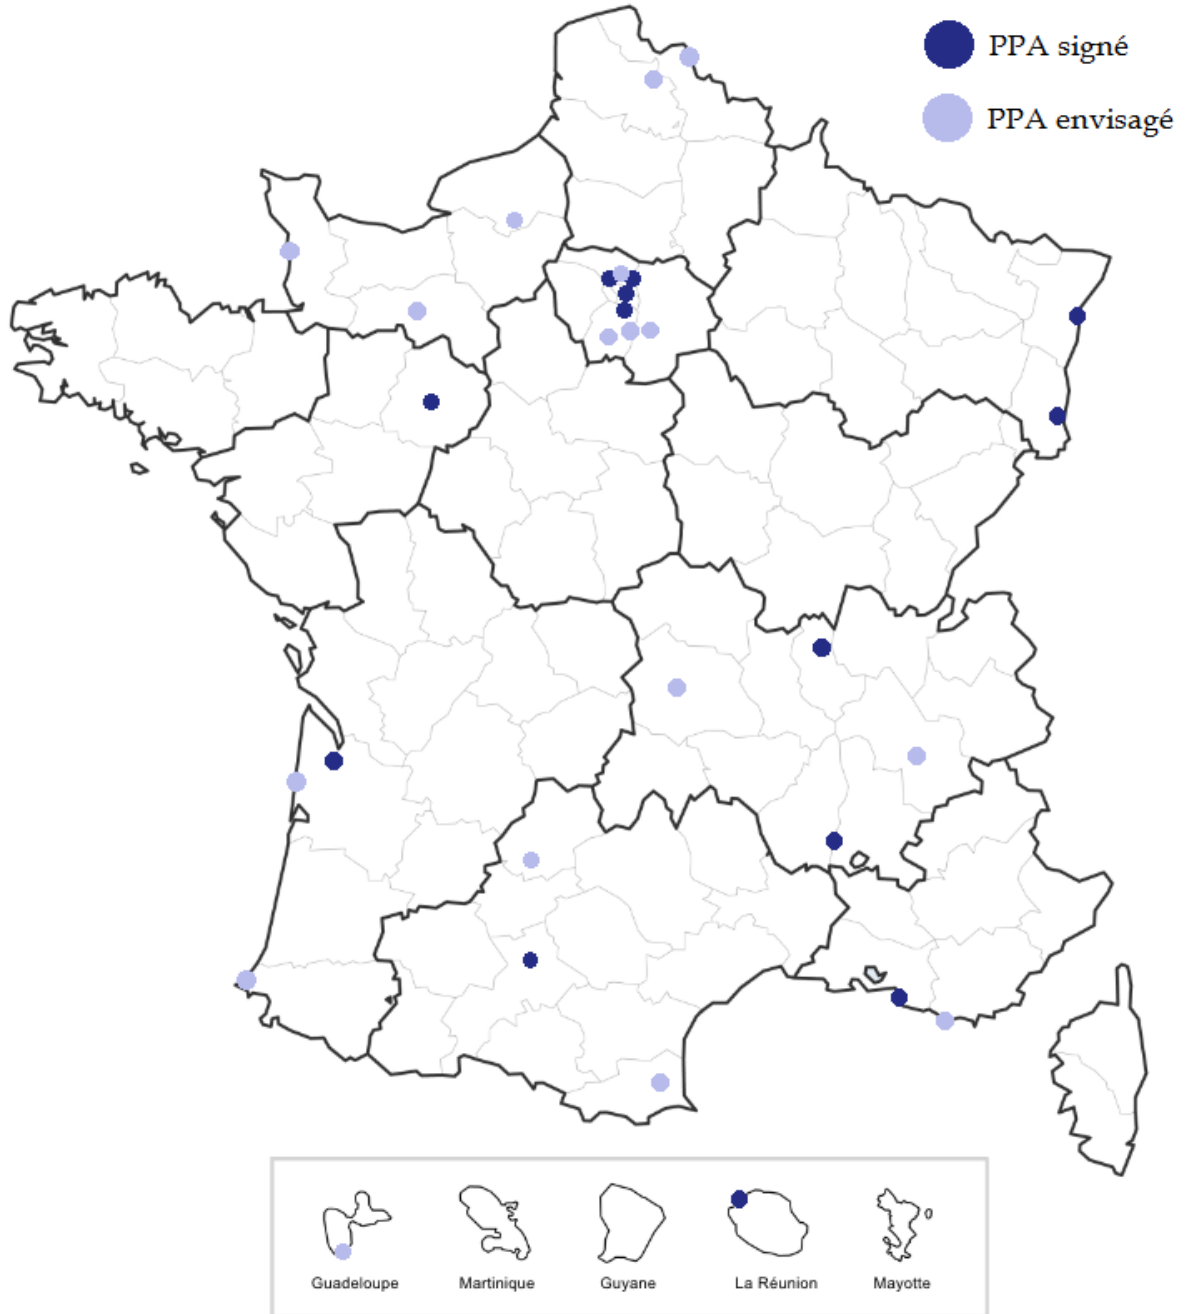 PPA signé
PPA envisagé
Guadeloupe
Martinique
Guyane
La Réunion
Mayotte